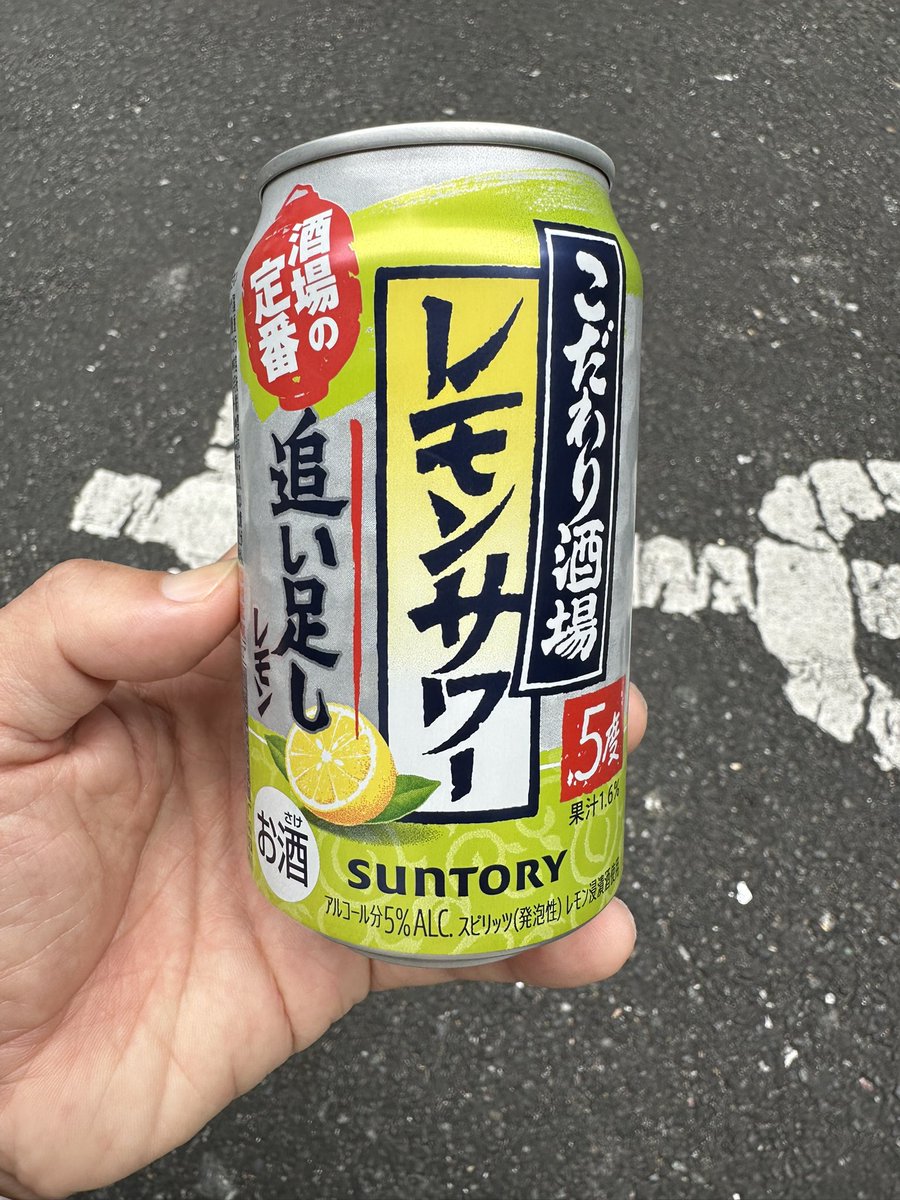 酒場の
定番
こだわり酒場
レモンサワー
追い足し
レモン
.5度
果汁1.6%
さけ
お酒
SUNTORY
アルコール分5%ALC. スピリッツ(発泡性) レモン浸漬酒使用